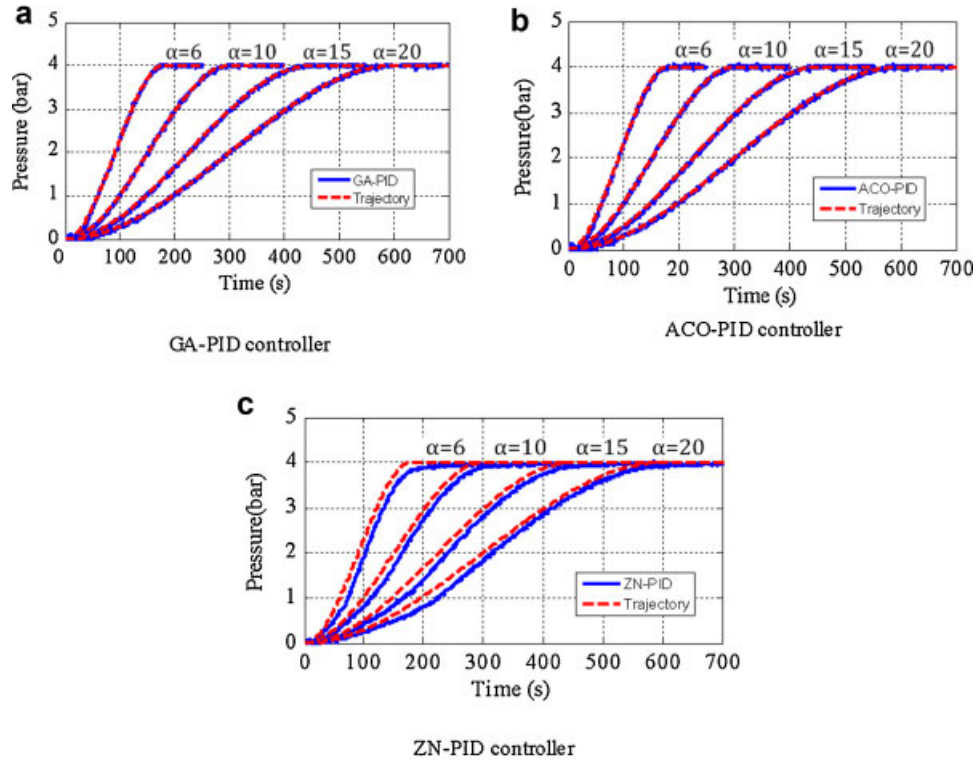 a
5
4
3
2
1
0
Pressure (bar)
α=6 α=10 α=15 α=20
GA-PID
Trajectory
0 100 200 300 400 500 600 700
Time (s)
GA-PID controller
b
5
4
3
2
1
0
Pressure(bar)
α=6 α=10 α=15 α=20
ACO-PID
Trajectory
0 100 20 300 400 500 600 700
Time (s)
ACO-PID controller
c
5
4
3
2
1
0
Pressure(bar)
α=6 α=10 α=15 α=20
ZN-PID
Trajectory
0 100 200 300 400 500 600 700
Time (s)
ZN-PID controller